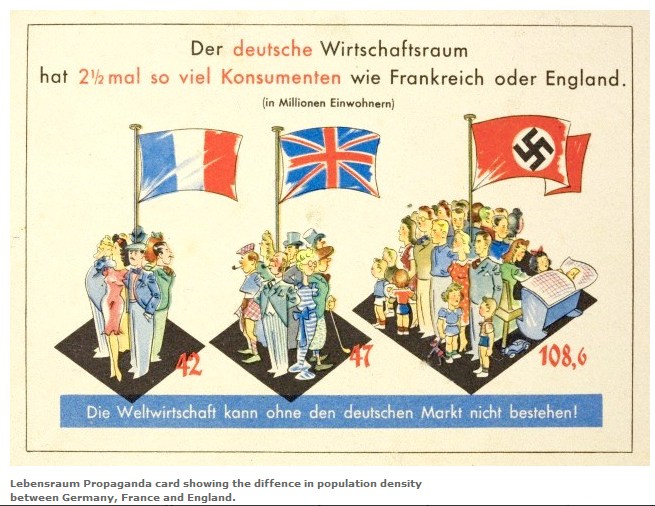 Der deutsche Wirtschaftsraum
hat 2½ mal so viel Konsumenten wie Frankreich oder England.
(in Millionen Einwohnern)
42
47
108,6
Die Weltwirtschaft kann ohne den deutschen Markt nicht bestehen!
Lebensraum Propaganda card showing the diffence in population density
between Germany, France and England.